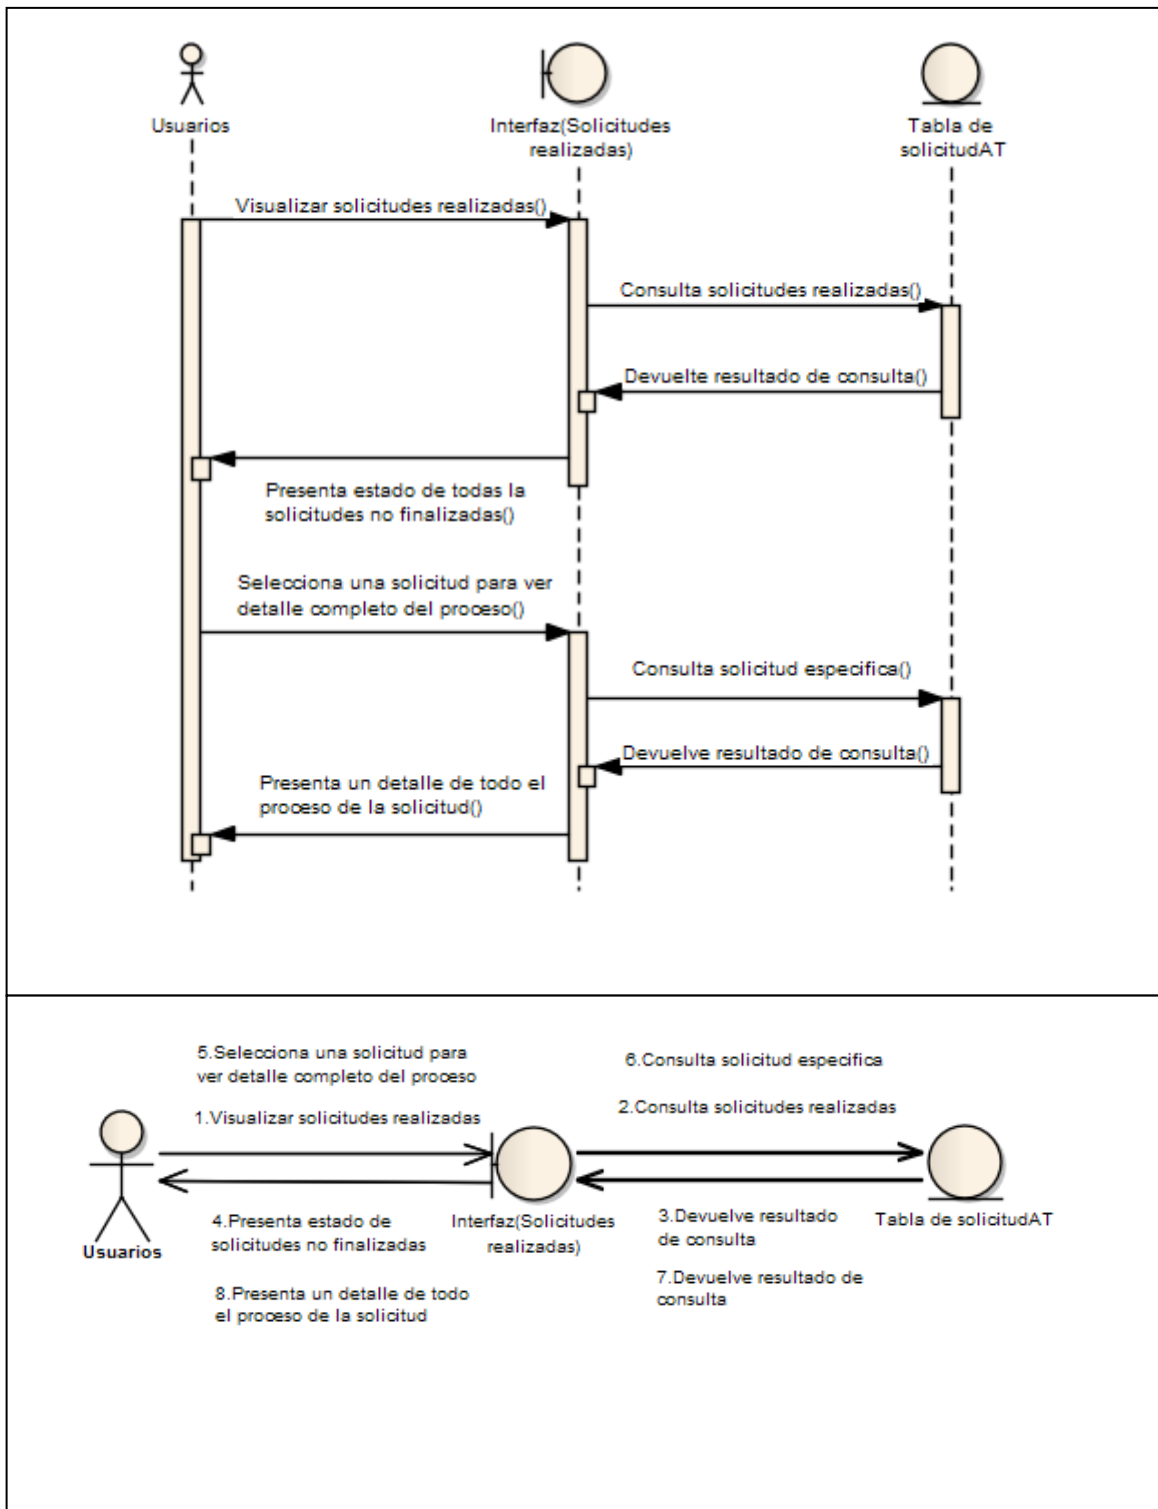 Usuarios
Interfaz(Solicitudes
realizadas)
Tabla de
solicitudAT
Visualizar solicitudes realizadas()
Consulta solicitudes realizadas()
Devuelte resultado de consulta()
Presenta estado de todas la
solicitudes no finalizadas()
Selecciona una solicitud para ver
detalle completo del proceso()
Consulta solicitud especifica()
Devuelve resultado de consulta()
Presenta un detalle de todo el
proceso de la solicitud()
5.Selecciona una solicitud para
ver detalle completo del proceso
6.Consulta solicitud especifica
1.Visualizar solicitudes realizadas
2.Consulta solicitudes realizadas
Usuarios
4.Presenta estado de
solicitudes no finalizadas
Interfaz(Solicitudes
realizadas)
3.Devuelve resultado
de consulta
Tabla de solicitudAT
8.Presenta un detalle de todo
el proceso de la solicitud
7.Devuelve resultado de
consulta